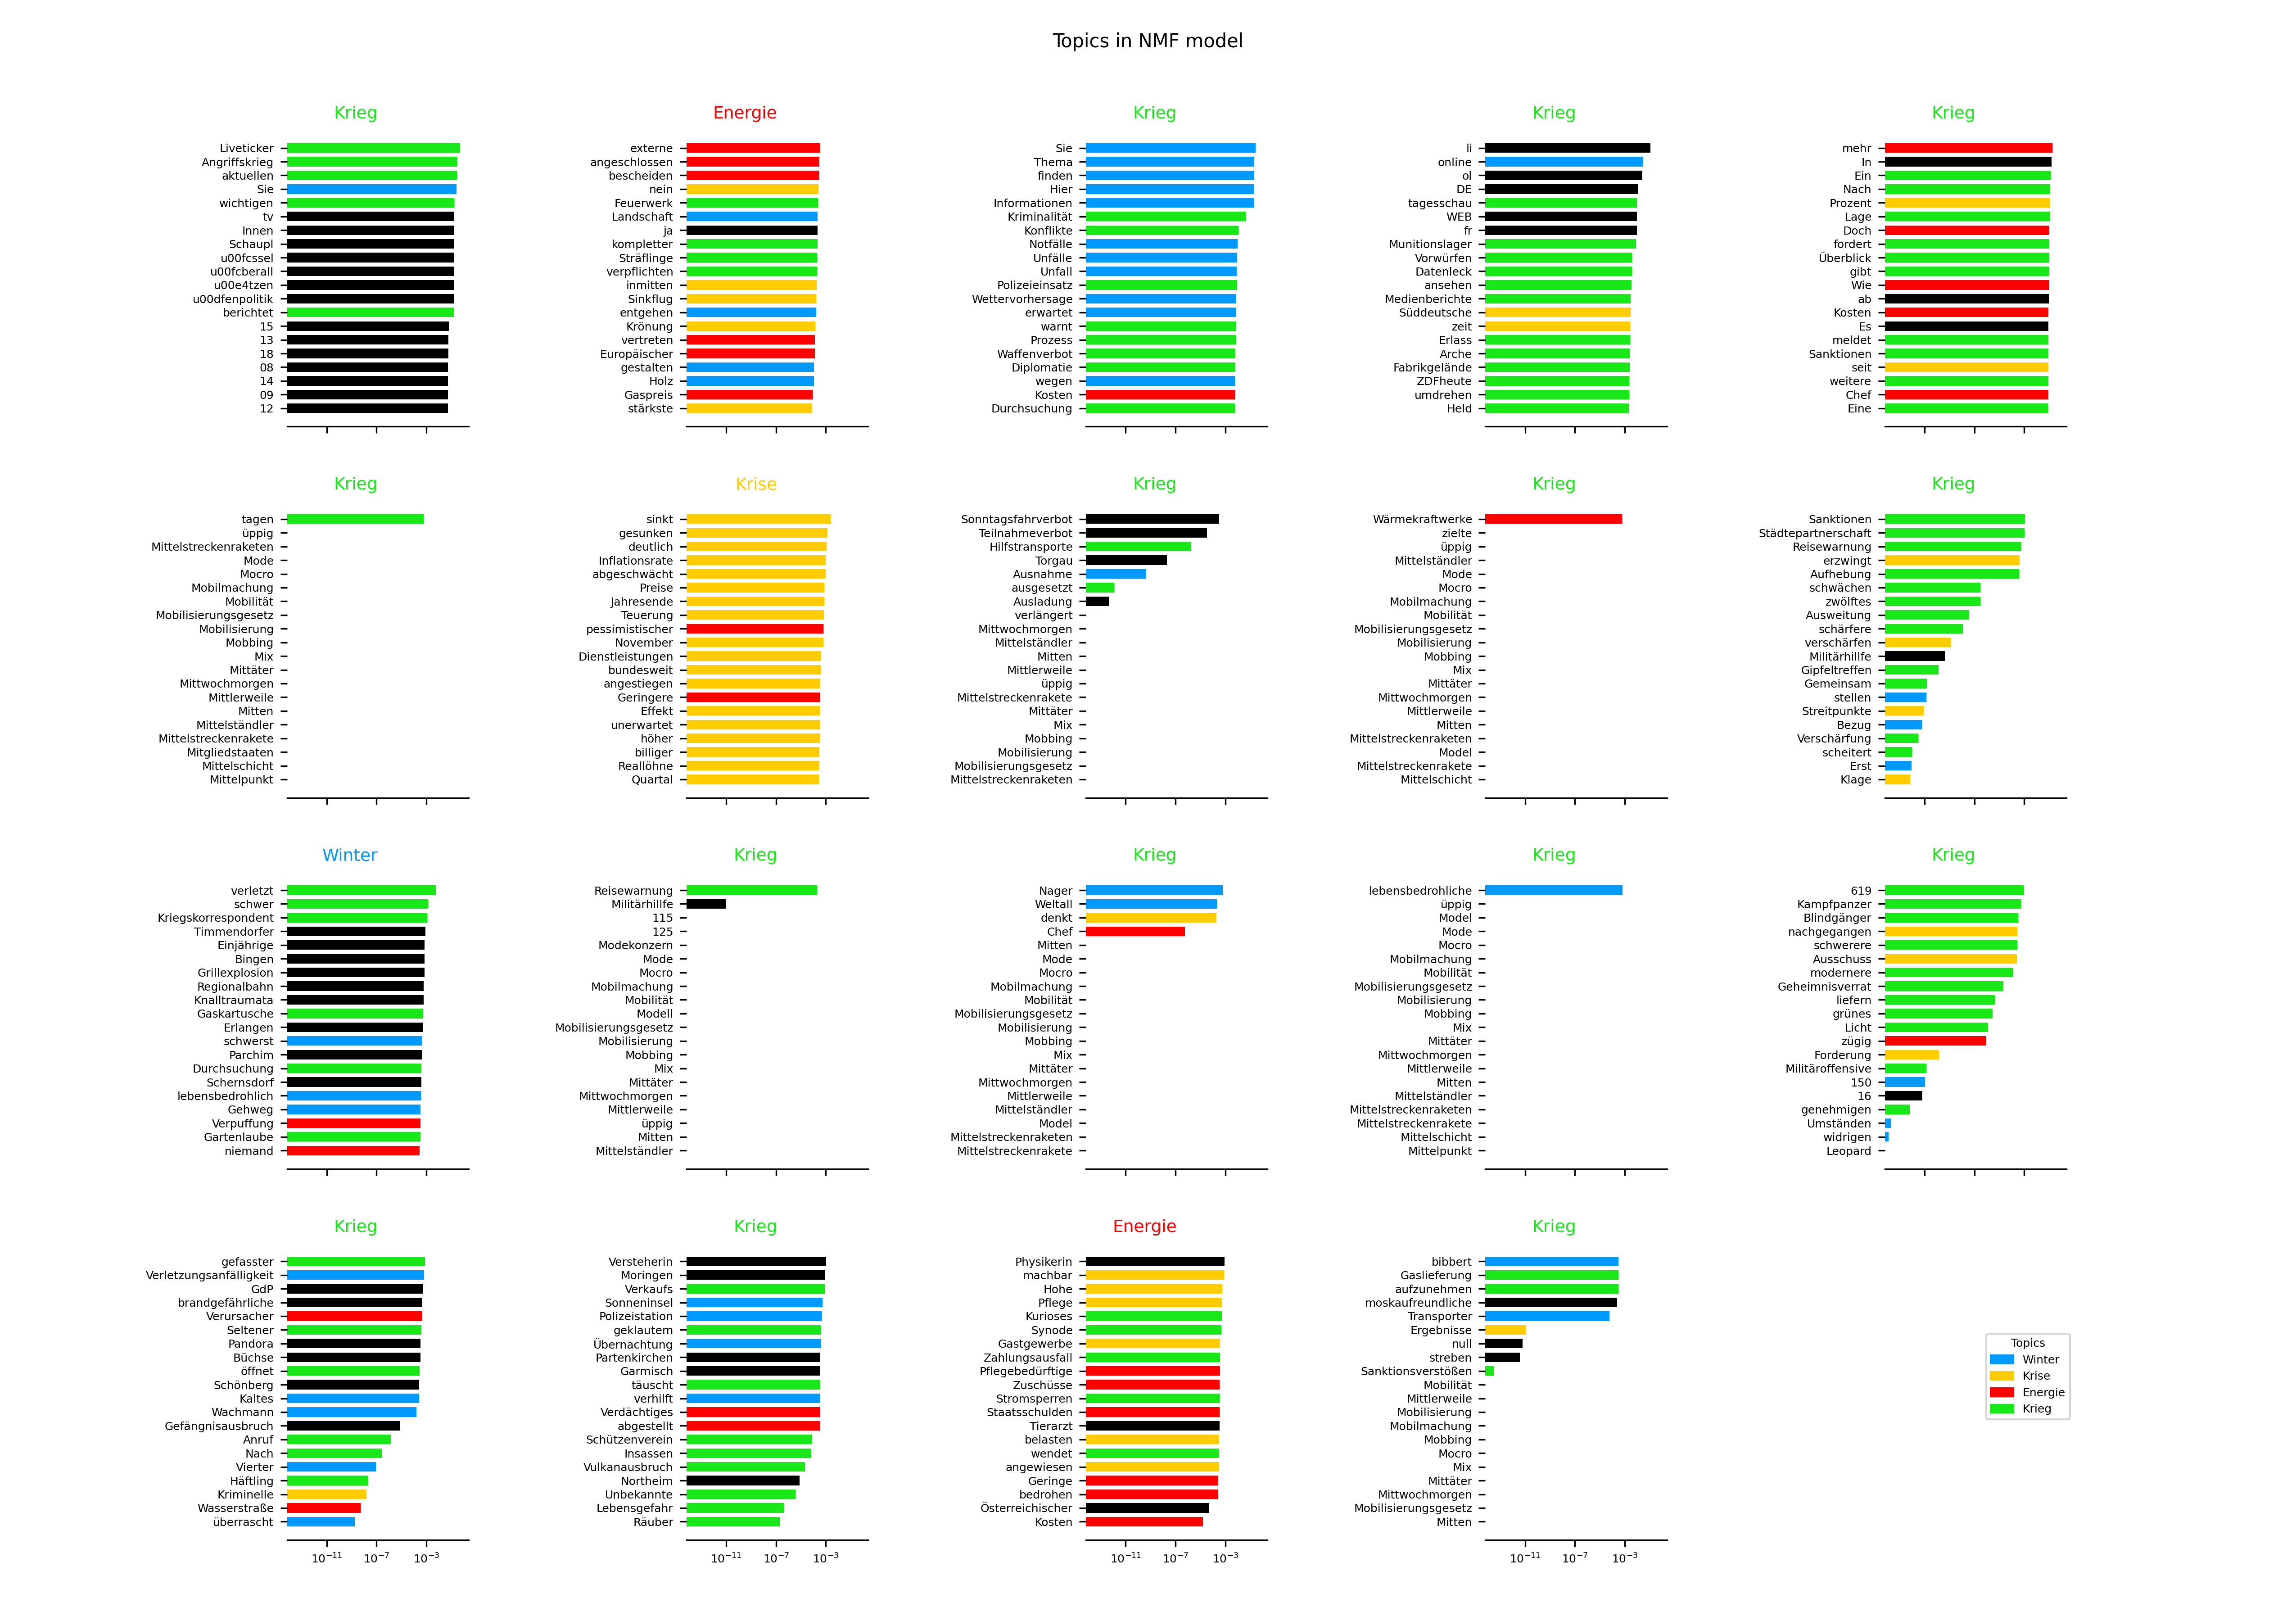 Topics in NMF model
Krieg
Liveticker
Angriffskrieg
aktuellen
Sie
wichtigen
tv
Innen
Schaupl
u00fcssel
u00fcberall
u00e4tzen
u00dfenpolitik
berichtet
15
13
18
08
14
09
12
Energie
externe
angeschlossen
bescheiden
nein
Feuerwerk
Landschaft
ja
kompletter
Sträflinge
verpflichten
inmitten
Sinkflug
entgehen
Krönung
vertreten
Europäischer
gestalten
Holz
Gaspreis
stärkste
Krieg
Sie
Thema
finden
Hier
Informationen
Kriminalität
Konflikte
Notfälle
Unfälle
Unfall
Polizeieinsatz
Wettervorhersage
erwartet
warnt
Prozess
Waffenverbot
Diplomatie
wegen
Kosten
Durchsuchung
Krieg
li
online
ol
DE
tagesschau
WEB
fr
Munitionslager
Vorwürfen
Datenleck
ansehen
Medienberichte
Süddeutsche
zeit
Erlass
Arche
Fabrikgelände
ZDFheute
umdrehen
Held
Krieg
mehr
In
Ein
Nach
Prozent
Lage
Doch
fordert
Überblick
gibt
Wie
ab
Kosten
Es
meldet
Sanktionen
seit
weitere
Chef
Eine
Krieg
tagen
üppig
Mittelstreckenraketen
Mode
Mocro
Mobilmachung
Mobilität
Mobilisierungsgesetz
Mobilisierung
Mobbing
Mix
Mittäter
Mittwochmorgen
Mittlerweile
Mitten
Mittelständler
Mittelstreckenrakete
Mitgliedstaaten
Mittelschicht
Mittelpunkt
Krise
sinkt
gesunken
deutlich
Inflationsrate
abgeschwächt
Preise
Jahresende
Teuerung
pessimistischer
November
Dienstleistungen
bundesweit
angestiegen
Geringere
Effekt
unerwartet
höher
billiger
Reallöhne
Quartal
Krieg
Sonntagsfahrverbot
Teilnahmeverbot
Hilfstransporte
Torgau
Ausnahme
ausgesetzt
Ausladung
verlängert
Mittwochmorgen
Mittelständler
Mitten
Mittlerweile
üppig
Mittelstreckenrakete
Mittäter
Mix
Mobbing
Mobilisierung
Mobilisierungsgesetz
Mittelstreckenraketen
Krieg
Wärmekraftwerke
zielte
üppig
Mittelständler
Mode
Mocro
Mobilmachung
Mobilität
Mobilisierungsgesetz
Mobilisierung
Mobbing
Mix
Mittäter
Mittwochmorgen
Mittlerweile
Mitten
Mittelstreckenraketen
Model
Mittelstreckenrakete
Mittelschicht
Krieg
Sanktionen
Städtepartnerschaft
Reisewarnung
erzwingt
Aufhebung
schwächen
zwölftes
Ausweitung
schärfere
verschärfen
Militärhillfe
Gipfeltreffen
Gemeinsam
stellen
Streitpunkte
Bezug
Verschärfung
scheitert
Erst
Klage
Winter
verletzt
schwer
Kriegskorrespondent
Timmendorfer
Einjährige
Bingen
Grillexplosion
Regionalbahn
Knalltraumata
Gaskartusche
Erlangen
schwerst
Parchim
Durchsuchung
Schernsdorf
lebensbedrohlich
Gehweg
Verpuffung
Gartenlaube
niemand
Krieg
Reisewarnung
Militärhillfe
115
125
Modekonzern
Mode
Mocro
Mobilmachung
Mobilität
Modell
Mobilisierungsgesetz
Mobilisierung
Mobbing
Mix
Mittäter
Mittwochmorgen
Mittlerweile
üppig
Mitten
Mittelständler
Krieg
Nager
Weltall
denkt
Chef
Mitten
Mode
Mocro
Mobilmachung
Mobilität
Mobilisierungsgesetz
Mobilisierung
Mobbing
Mix
Mittäter
Mittwochmorgen
Mittlerweile
Mittelständler
Model
Mittelstreckenraketen
Mittelstreckenrakete
Krieg
lebensbedrohliche
üppig
Model
Mode
Mocro
Mobilmachung
Mobilität
Mobilisierungsgesetz
Mobilisierung
Mobbing
Mix
Mittäter
Mittwochmorgen
Mittlerweile
Mitten
Mittelständler
Mittelstreckenraketen
Mittelstreckenrakete
Mittelschicht
Mittelpunkt
Krieg
619
Kampfpanzer
Blindgänger
nachgegangen
schwerere
Ausschuss
modernere
Geheimnisverrat
liefern
grünes
Licht
zügig
Forderung
Militäroffensive
150
16
genehmigen
Umständen
widrigen
Leopard
Krieg
gefasster
Verletzungsanfälligkeit
GdP
brandgefährliche
Verursacher
Seltener
Pandora
Büchse
öffnet
Schönberg
Kaltes
Wachmann
Gefängnisausbruch
Anruf
Nach
Vierter
Häftling
Kriminelle
Wasserstraße
überrascht
10⁻¹¹ 10⁻⁷ 10⁻³
Krieg
Versteherin
Moringen
Verkaufs
Sonneninsel
Polizeistation
geklautem
Übernachtung
Partenkirchen
Garmisch
täuscht
verhilft
Verdächtiges
abgestellt
Schützenverein
Insassen
Vulkanausbruch
Northeim
Unbekannte
Lebensgefahr
Räuber
10⁻¹¹ 10⁻⁷ 10⁻³
Energie
Physikerin
machbar
Hohe
Pflege
Kurioses
Synode
Gastgewerbe
Zahlungsausfall
Pflegebedürftige
Zuschüsse
Stromsperren
Staatsschulden
Tierarzt
belasten
wendet
angewiesen
Geringe
bedrohen
Österreichischer
Kosten
10⁻¹¹ 10⁻⁷ 10⁻³
Krieg
bibbert
Gaslieferung
aufzunehmen
moskaufreundliche
Transporter
Ergebnisse
null
streben
Sanktionsverstößen
Mobilität
Mittlerweile
Mobilisierung
Mobilmachung
Mobbing
Mocro
Mix
Mittäter
Mittwochmorgen
Mobilisierungsgesetz
Mitten
10⁻¹¹ 10⁻⁷ 10⁻³
Topics
Winter
Krise
Energie
Krieg